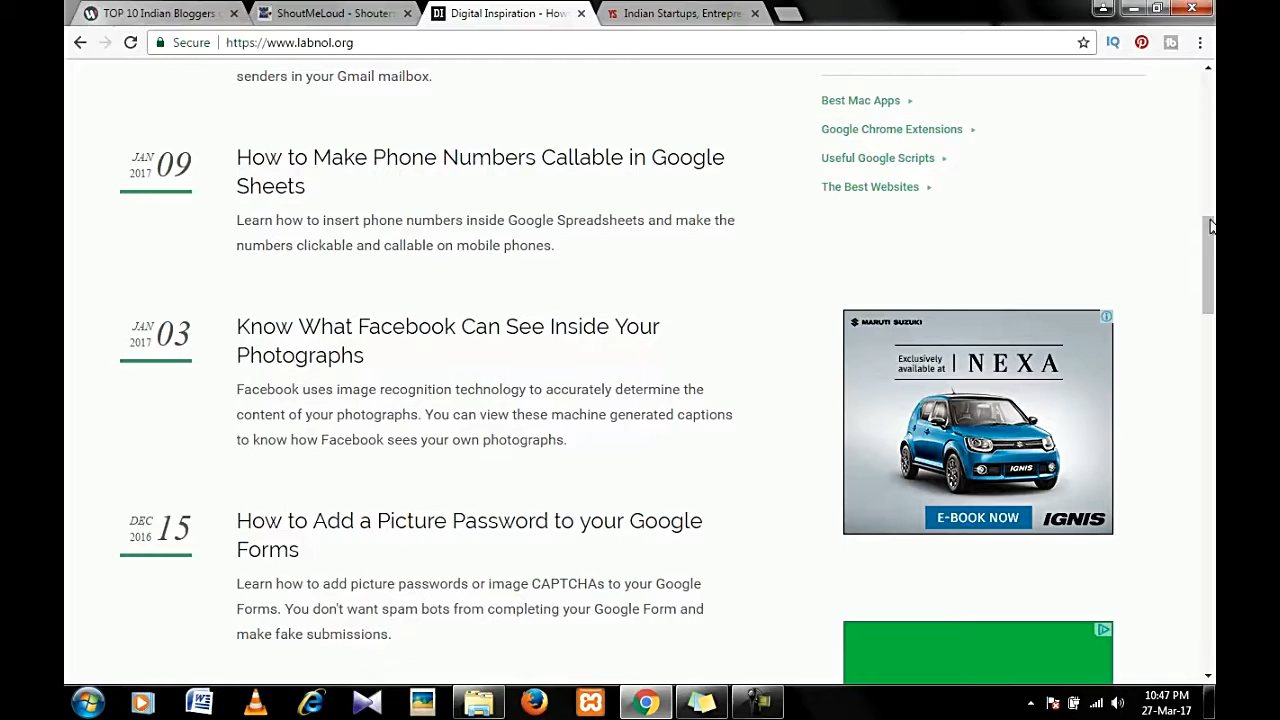 TOP 10 Indian Bloggers
ShoutMeLoud - Shouter
Digital Inspiration - How
Indian Startups, Entrepre
Secure
https://www.labnol.org
senders in your Gmail mailbox.
JAN
2017
09
How to Make Phone Numbers Callable in Google
Sheets
Learn how to insert phone numbers inside Google Spreadsheets and make the
numbers clickable and callable on mobile phones.
JAN
2017
03
Know What Facebook Can See Inside Your
Photographs
Facebook uses image recognition technology to accurately determine the
content of your photographs. You can view these machine generated captions
to know how Facebook sees your own photographs.
DEC
2016
15
How to Add a Picture Password to your Google
Forms
Learn how to add picture passwords or image CAPTCHAs to your Google
Forms. You don't want spam bots from completing your Google Form and
make fake submissions.
Best Mac Apps
Google Chrome Extensions
Useful Google Scripts
The Best Websites
MARUTI SUZUKI
Exclusively
available at
NEXA
IGNIS
E-BOOK NOW
IGNIS
10:47 PM
27-Mar-17